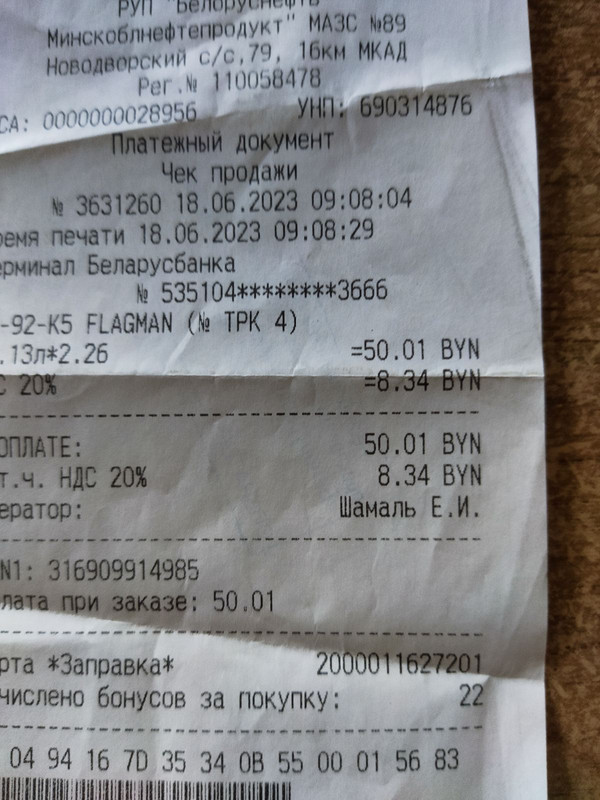 РУП "Белоруснефть
Минскоблнефтепродукт" МАЗС №89
Новодворский с/с,79, 16км МКАД
Рег.№ 110058478
СА: 0000000028956 УНП: 690314876
Платежный документ
Чек продажи
№ 3631260 18.06.2023 09:08:04
ремя печати 18.06.2023 09:08:29
ерминал Беларусбанка
№ 535104********3666
-92-К5 FLAGMAN (№ ТРК 4)
.13л*2.26 =50.01 BYN
С 20% =8.34 BYN
ОПЛАТЕ: 50.01 BYN
т.ч. НДС 20% 8.34 BYN
ератор: Шамаль Е.И.
N1: 316909914985
лата при заказе: 50.01
рта *Заправка* 2000011627201
числено бонусов за покупку: 22
04 94 16 7D 35 34 0B 55 00 01 56 83